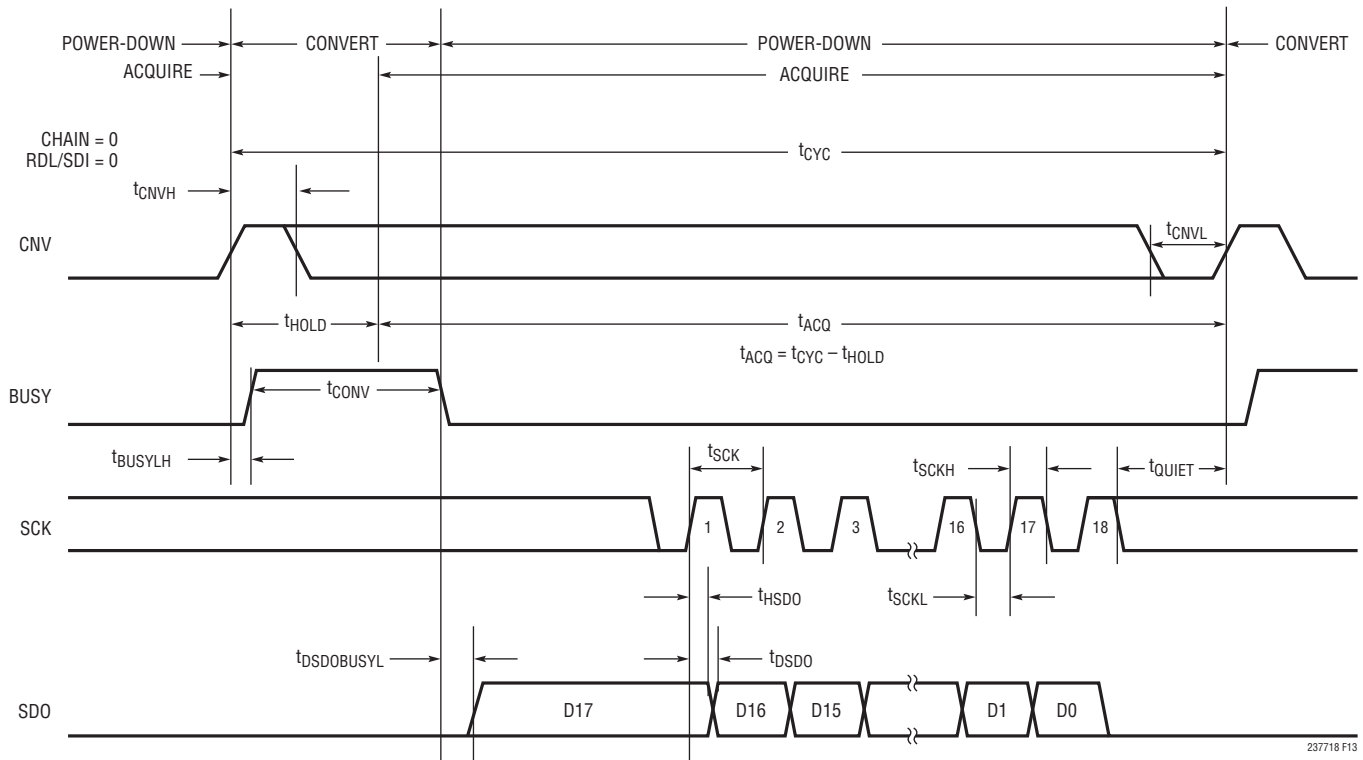 POWER-DOWN CONVERT POWER-DOWN CONVERT
ACQUIRE ACQUIRE
CHAIN = 0
RDL/SDI = 0
tCYC
tCNVH
CNV
tCNVL
tHOLD tACQ
tACQ = tCYC – tHOLD
BUSY
tCONV
tBUSYLH
tSCK tSCKH tQUIET
SCK
1 2 3 16 17 18
tHSDO tSCKL
tDSDOBUSYL tDSDO
SDO D17 D16 D15 D1 D0
237718 F13